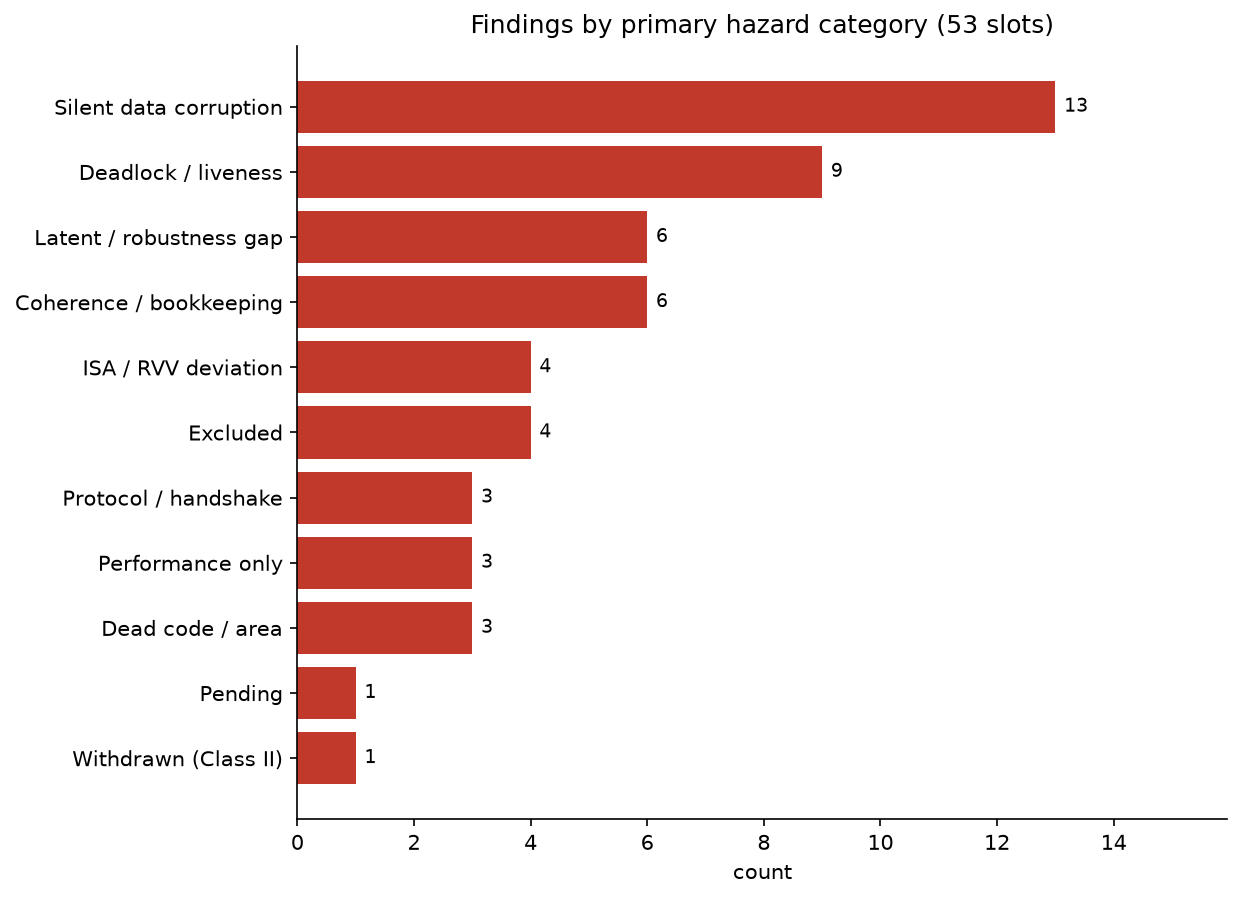 Findings by primary hazard category (53 slots)
Silent data corruption 13
Deadlock / liveness 9
Latent / robustness gap 6
Coherence / bookkeeping 6
ISA / RVV deviation 4
Excluded 4
Protocol / handshake 3
Performance only 3
Dead code / area 3
Pending 1
Withdrawn (Class II) 1
0 2 4 6 8 10 12 14
count